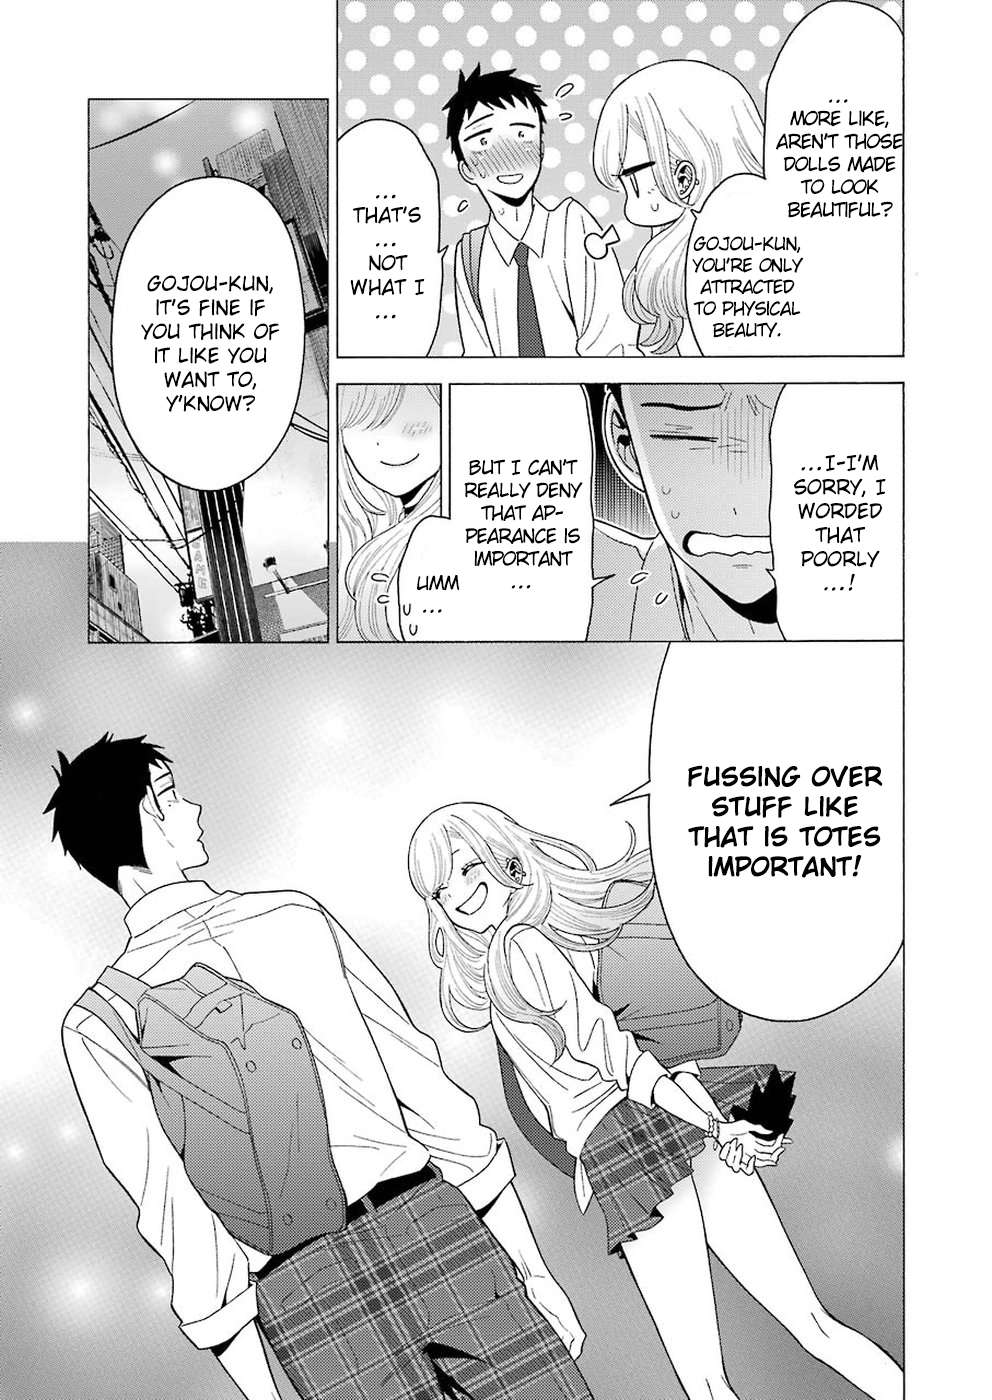 ...
MORE LIKE,
AREN'T THOSE
DOLLS MADE
TO LOOK
BEAUTIFUL?
GOJOU-KUN,
YOU'RE ONLY
ATTRACTED
TO PHYSICAL
BEAUTY.
...
THAT'S
...
NOT
WHAT I
...
...I-I'M
SORRY, I
WORDED
THAT
POORLY
...!
BUT I CAN'T
REALLY DENY
THAT AP-
PEARANCE IS
IMPORTANT
...
UMM
...
GOJOU-KUN,
IT'S FINE IF
YOU THINK OF
IT LIKE YOU
WANT TO,
Y'KNOW?
GAME
FUSSING OVER
STUFF LIKE
THAT IS TOTES
IMPORTANT!